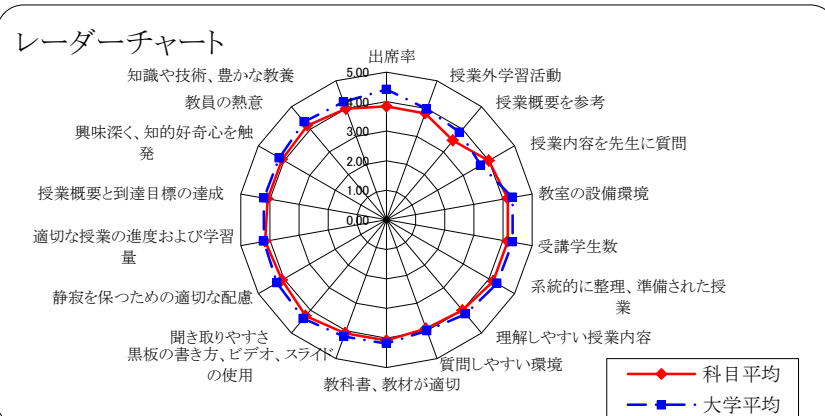 レーダーチャート
出席率
授業外学習活動
授業概要を参考
授業内容を先生に質問
教室の設備環境
受講学生数
系統的に整理、準備された授
業
理解しやすい授業内容
質問しやすい環境
教科書、教材が適切
黒板の書き方、ビデオ、スライド
の使用
聞き取りやすさ
静寂を保つための適切な配慮
適切な授業の進度および学習
量
授業概要と到達目標の達成
興味深く、知的好奇心を触
発
教員の熱意
知識や技術、豊かな教養
5.00
4.00
3.00
2.00
1.00
0.00
科目平均
大学平均